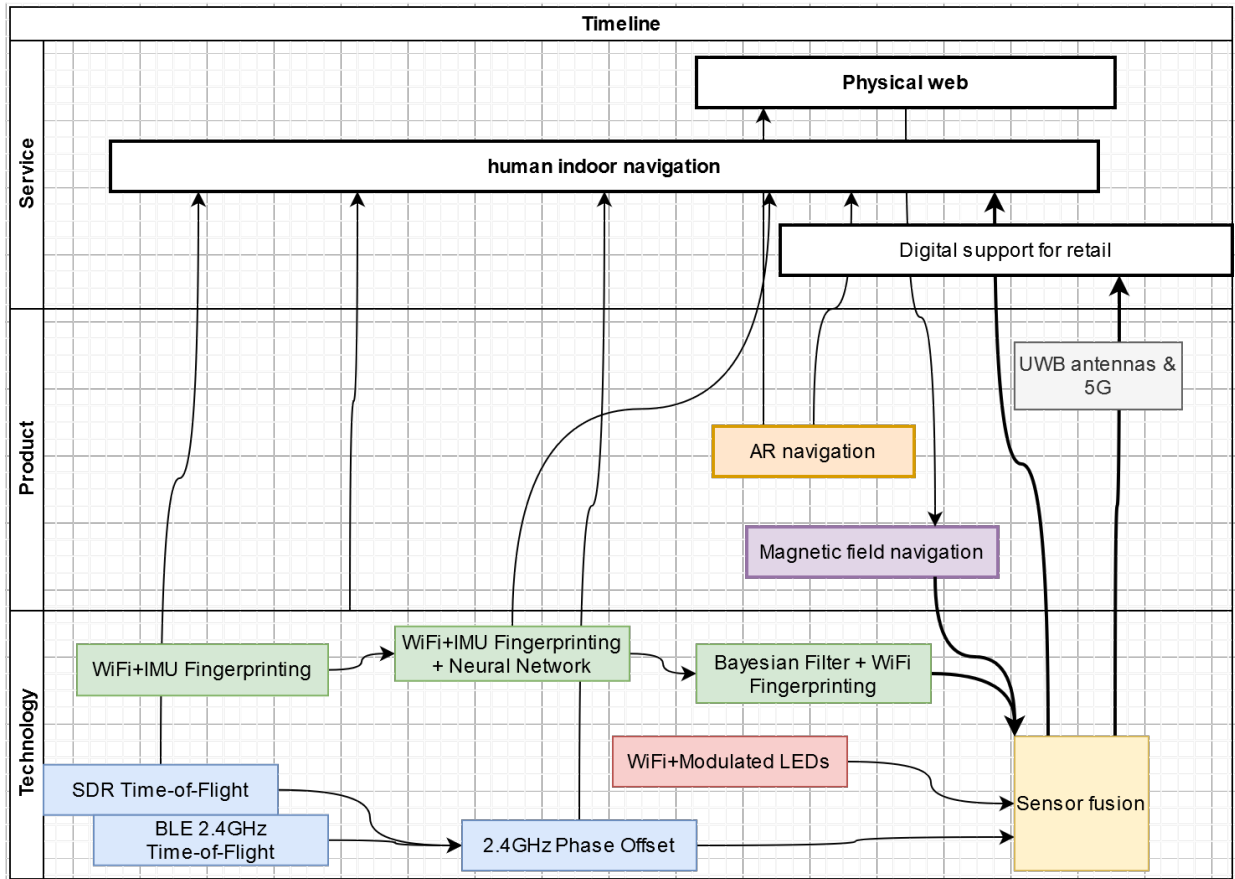 Timeline
Service
Physical web
human indoor navigation
Digital support for retail
Product
UWB antennas &
5G
AR navigation
Magnetic field navigation
Technology
WiFi+IMU Fingerprinting
WiFi+IMU Fingerprinting
+ Neural Network
Bayesian Filter + WiFi
Fingerprinting
WiFi+Modulated LEDs
SDR Time-of-Flight
BLE 2.4GHz
Time-of-Flight
2.4GHz Phase Offset
Sensor fusion